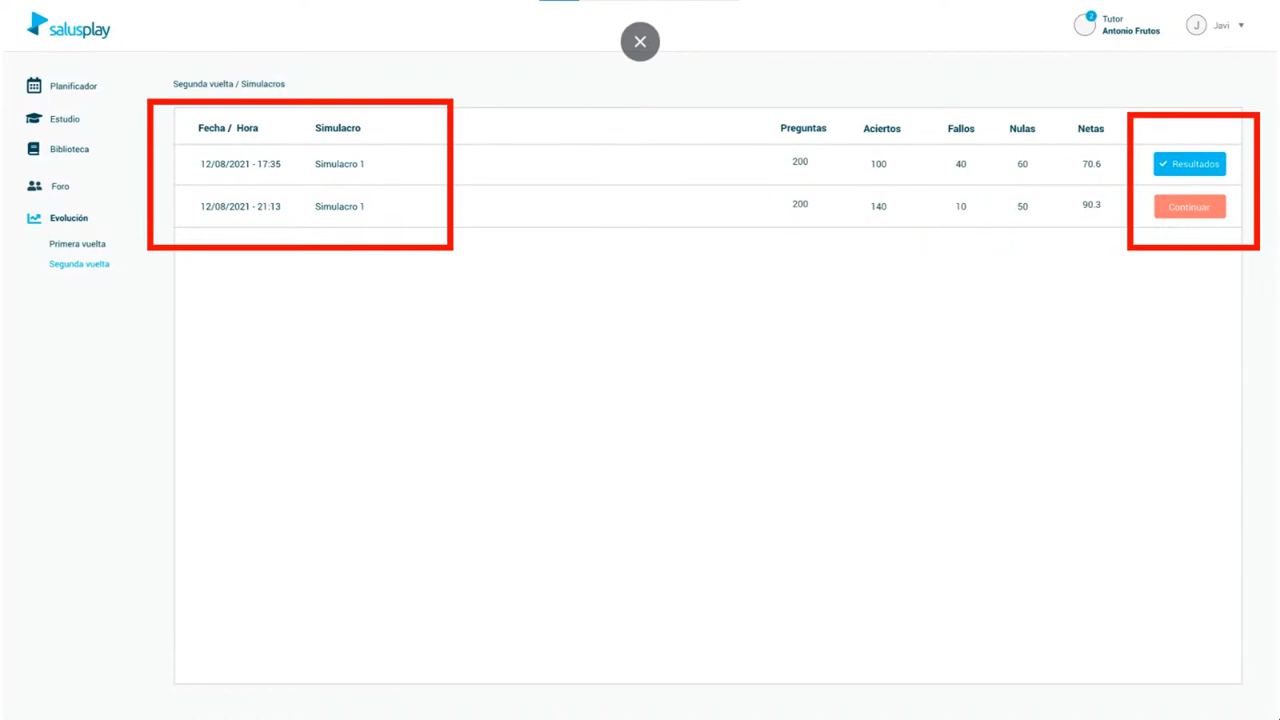 salusplay
2
Tutor
Antonio Frutos
J
Javi
Planificador
Estudio
Biblioteca
Foro
Evolución
Primera vuelta
Segunda vuelta
Segunda vuelta / Simulacros
Fecha / Hora Simulacro Preguntas Aciertos Fallos Nulas Netas
12/08/2021 - 17:35 Simulacro 1 200 100 40 60 70.6 Resultados
12/08/2021 - 21:13 Simulacro 1 200 140 10 50 90.3 Continuar